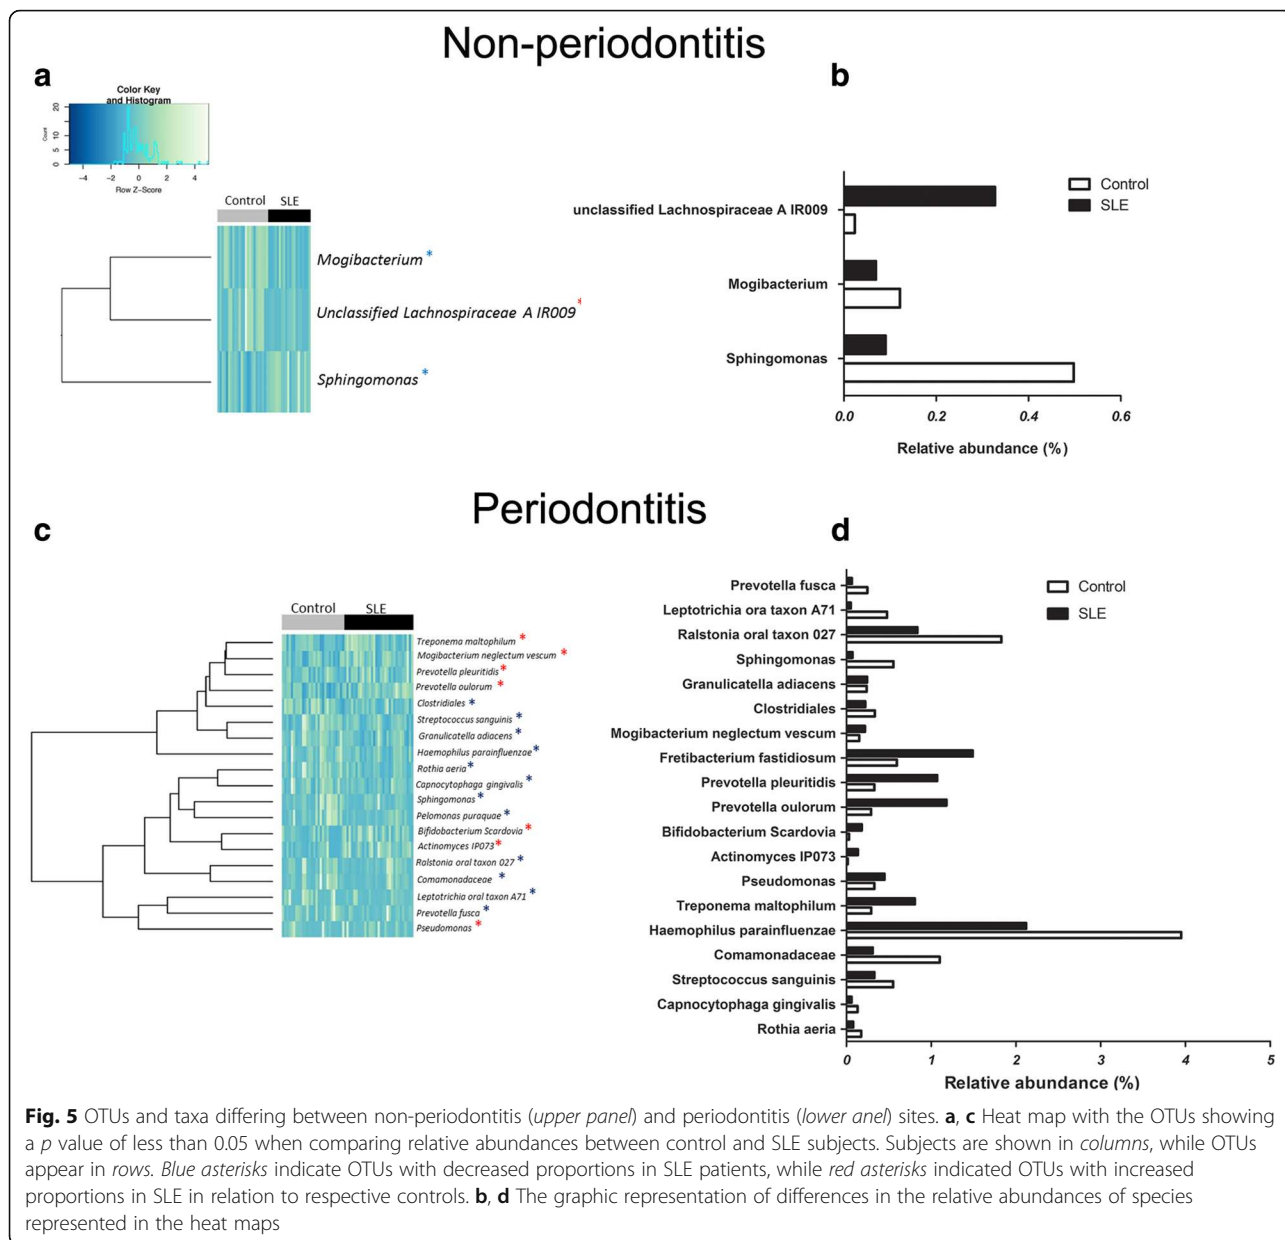 Non-periodontitis
a
Color Key
and Histogram
Count
0 5 10 20
-4 -2 0 2 4
Row Z-Score
Control SLE
Mogibacterium *
Unclassified Lachnospiraceae A IR009 *
Sphingomonas *
b
Control
SLE
unclassified Lachnospiraceae A IR009
Mogibacterium
Sphingomonas
0.0 0.2 0.4 0.6
Relative abundance (%)
Periodontitis
c
Control SLE
Treponema maltophilum *
Mogibacterium neglectum vescum *
Prevotella pleuritidis *
Prevotella oulorum *
Clostridiales *
Streptococcus sanguinis *
Granulicatella adiacens *
Haemophilus parainfluenzae *
Rothia aeria *
Capnocytophaga gingivalis *
Sphingomonas *
Pelomonas puraquae *
Bifidobacterium Scardovia *
Actinomyces IP073 *
Ralstonia oral taxon 027 *
Comamonadaceae *
Leptotrichia oral taxon A71 *
Prevotella fusca *
Pseudomonas *
d
Control
SLE
Prevotella fusca
Leptotrichia ora taxon A71
Ralstonia oral taxon 027
Sphingomonas
Granulicatella adiacens
Clostridiales
Mogibacterium neglectum vescum
Fretibacterium fastidiosum
Prevotella pleuritidis
Prevotella oulorum
Bifidobacterium Scardovia
Actinomyces IP073
Pseudomonas
Treponema maltophilum
Haemophilus parainfluenzae
Comamonadaceae
Streptococcus sanguinis
Capnocytophaga gingivalis
Rothia aeria
0 1 2 3 4 5
Relative abundance (%)
Fig. 5 OTUs and taxa differing between non-periodontitis (upper panel) and periodontitis (lower anel) sites. a, c Heat map with the OTUs showing
a p value of less than 0.05 when comparing relative abundances between control and SLE subjects. Subjects are shown in columns, while OTUs
appear in rows. Blue asterisks indicate OTUs with decreased proportions in SLE patients, while red asterisks indicated OTUs with increased
proportions in SLE in relation to respective controls. b, d The graphic representation of differences in the relative abundances of species
represented in the heat maps